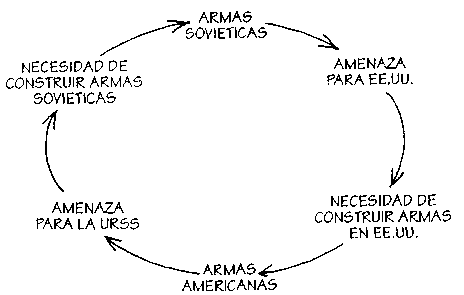 ARMAS
SOVIETICAS
AMENAZA
PARA EE.UU.
NECESIDAD DE
CONSTRUIR ARMAS
EN EE.UU.
ARMAS
AMERICANAS
AMENAZA
PARA LA URSS
NECESIDAD DE
CONSTRUIR ARMAS
SOVIETICAS